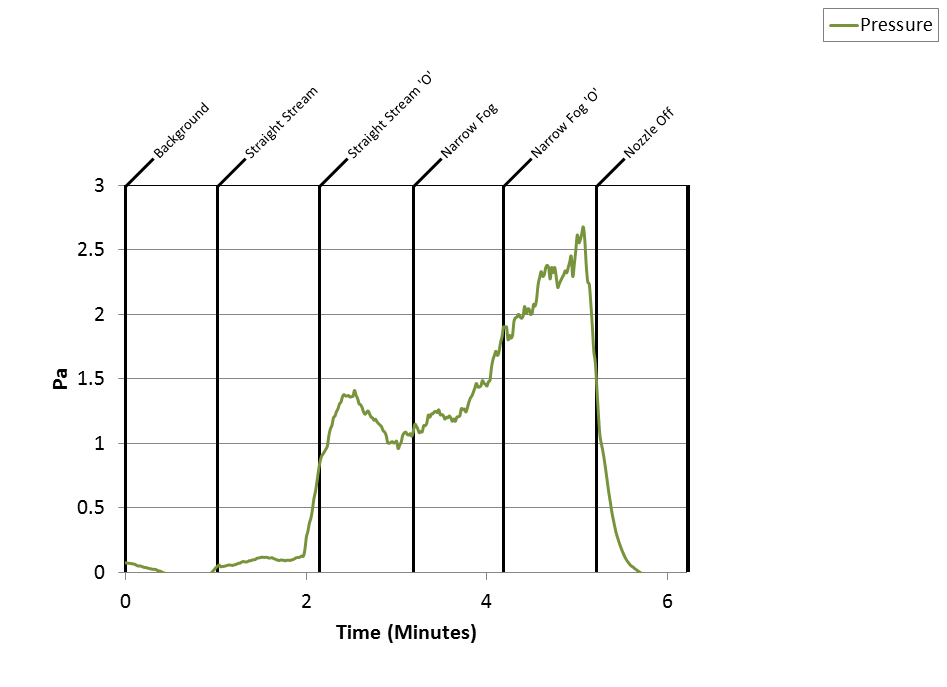 Pressure
Background
Straight Stream
Straight Stream 'O'
Narrow Fog
Narrow Fog 'O'
Nozzle Off
3
2.5
2
1.5
1
0.5
0
Pa
0 2 4 6
Time (Minutes)